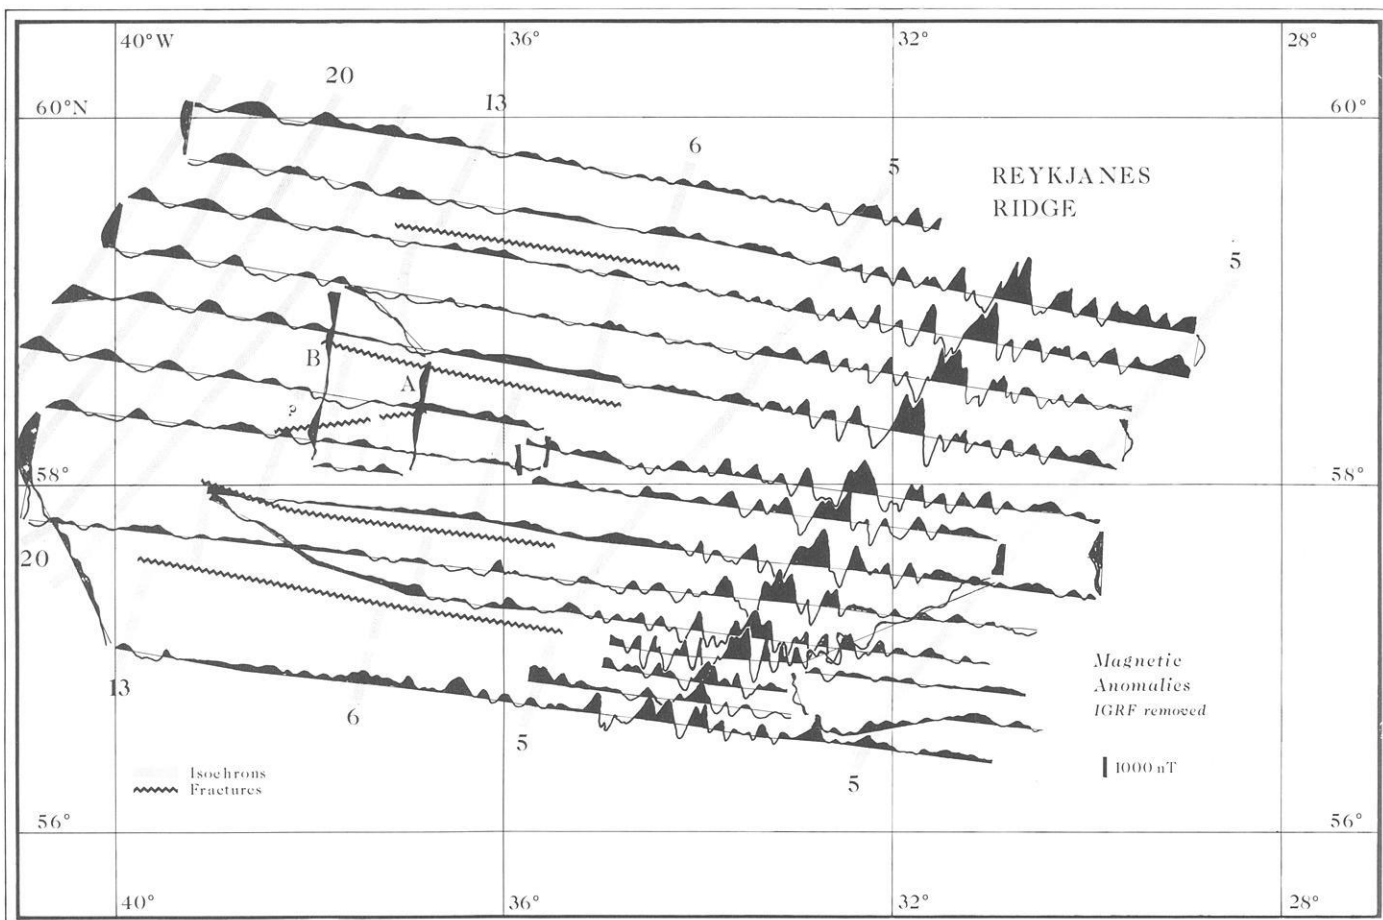 40°W
36°
32°
28°
20
60°N
13
60°
6
5
REYKJANES
RIDGE
5
B
A
?
58°
58°
20
Magnetic
Anomalies
IGRF removed
13
6
5
1000 nT
Isochrons
Fractures
5
56°
56°
40°
36°
32°
28°